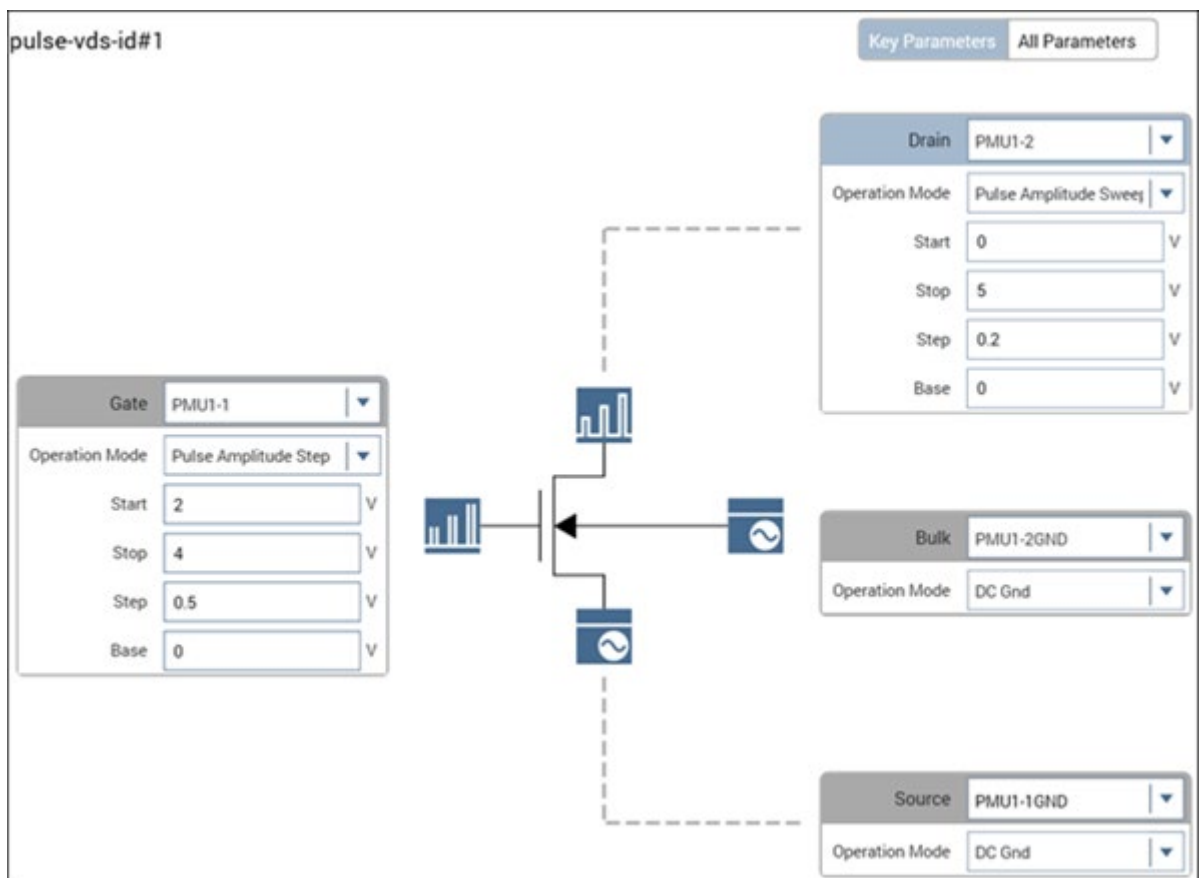 pulse-vds-id#1
Key Parameters All Parameters
Drain PMU1-2
Operation Mode Pulse Amplitude Sweep
Start 0 V
Stop 5 V
Step 0.2 V
Base 0 V
Gate PMU1-1
Operation Mode Pulse Amplitude Step
Start 2 V
Stop 4 V
Step 0.5 V
Base 0 V
Bulk PMU1-2GND
Operation Mode DC Gnd
Source PMU1-1GND
Operation Mode DC Gnd